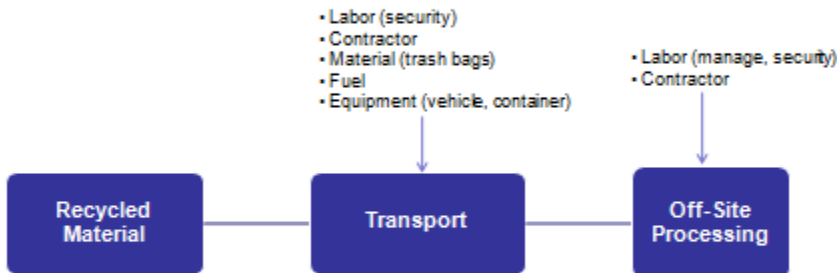 • Labor (security)
• Contractor
• Material (trash bags)
• Fuel
• Equipment (vehicle, container)
• Labor (manage, security)
• Contractor
Recycled
Material
Transport
Off-Site
Processing